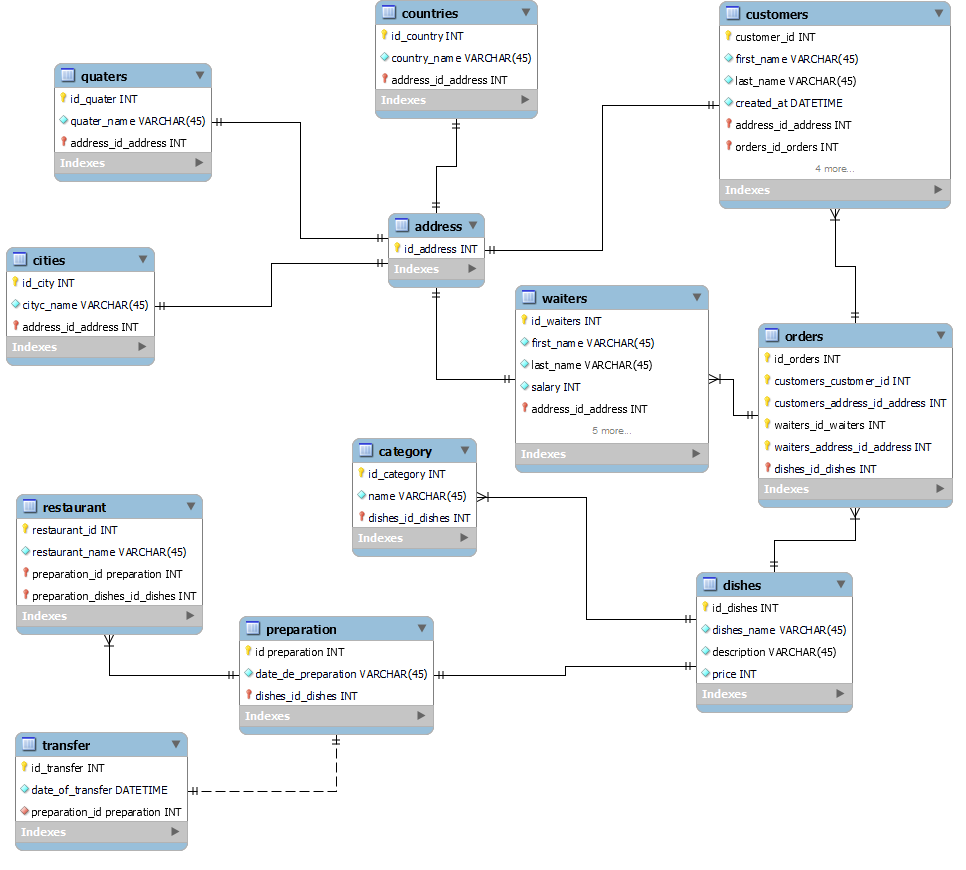 countries
id_country INT
country_name VARCHAR(45)
address_id_address INT
Indexes
customers
customer_id INT
first_name VARCHAR(45)
last_name VARCHAR(45)
created_at DATETIME
address_id_address INT
orders_id_orders INT
4 more...
Indexes
quaters
id_quater INT
quater_name VARCHAR(45)
address_id_address INT
Indexes
address
id_address INT
Indexes
cities
id_city INT
cityc_name VARCHAR(45)
address_id_address INT
Indexes
waiters
id_waiters INT
first_name VARCHAR(45)
last_name VARCHAR(45)
salary INT
address_id_address INT
5 more...
Indexes
orders
id_orders INT
customers_customer_id INT
customers_address_id_address INT
waiters_id_waiters INT
waiters_address_id_address INT
dishes_id_dishes INT
Indexes
category
id_category INT
name VARCHAR(45)
dishes_id_dishes INT
Indexes
restaurant
restaurant_id INT
restaurant_name VARCHAR(45)
preparation_id preparation INT
preparation_dishes_id_dishes INT
Indexes
dishes
id_dishes INT
dishes_name VARCHAR(45)
description VARCHAR(45)
price INT
Indexes
preparation
id preparation INT
date_de_preparation VARCHAR(45)
dishes_id_dishes INT
Indexes
transfer
id_transfer INT
date_of_transfer DATETIME
preparation_id preparation INT
Indexes